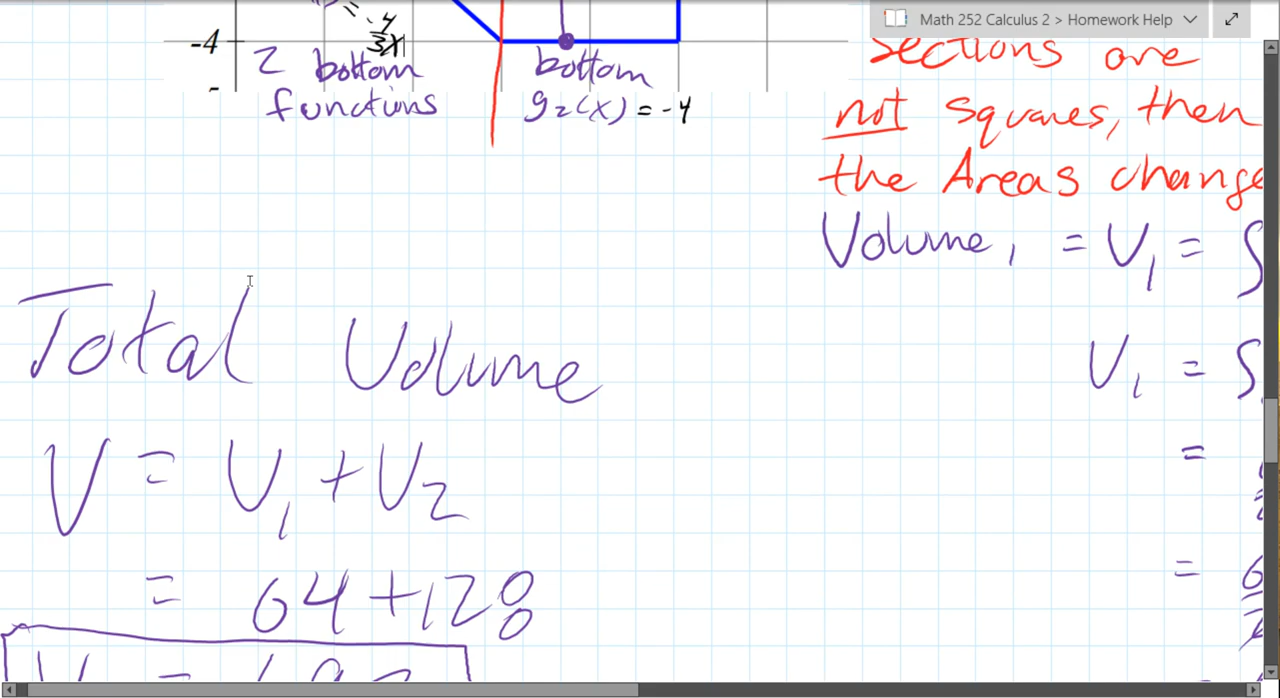 Math 252 Calculus 2 > Homework Help
-4
= -4
2 bottom
functions
bottom
g2(x) = -4
sections are
not squares, then
the Areas change
Volume1 = V1 = ∫
V1 = ∫
=
=
Total Volume
V = V1 + V2
= 64 + 128